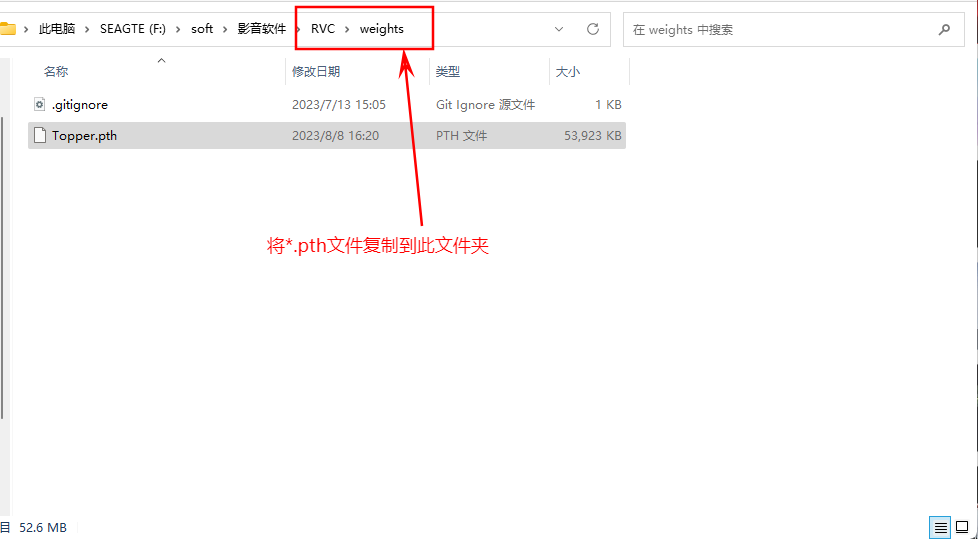 此电脑 › SEAGTE (F:) › soft › 影音软件 › RVC › weights
在 weights 中搜索
名称 修改日期 类型 大小
.gitignore 2023/7/13 15:05 Git Ignore 源文件 1 KB
Topper.pth 2023/8/8 16:20 PTH 文件 53,923 KB
将*.pth文件复制到此文件夹
目 52.6 MB